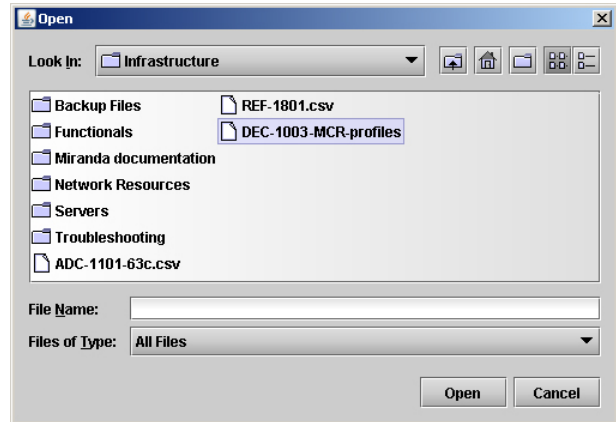 Open
Look In: Infrastructure
Backup Files
Functionals
Miranda documentation
Network Resources
Servers
Troubleshooting
ADC-1101-63c.csv
REF-1801.csv
DEC-1003-MCR-profiles
File Name:
Files of Type: All Files
Open Cancel